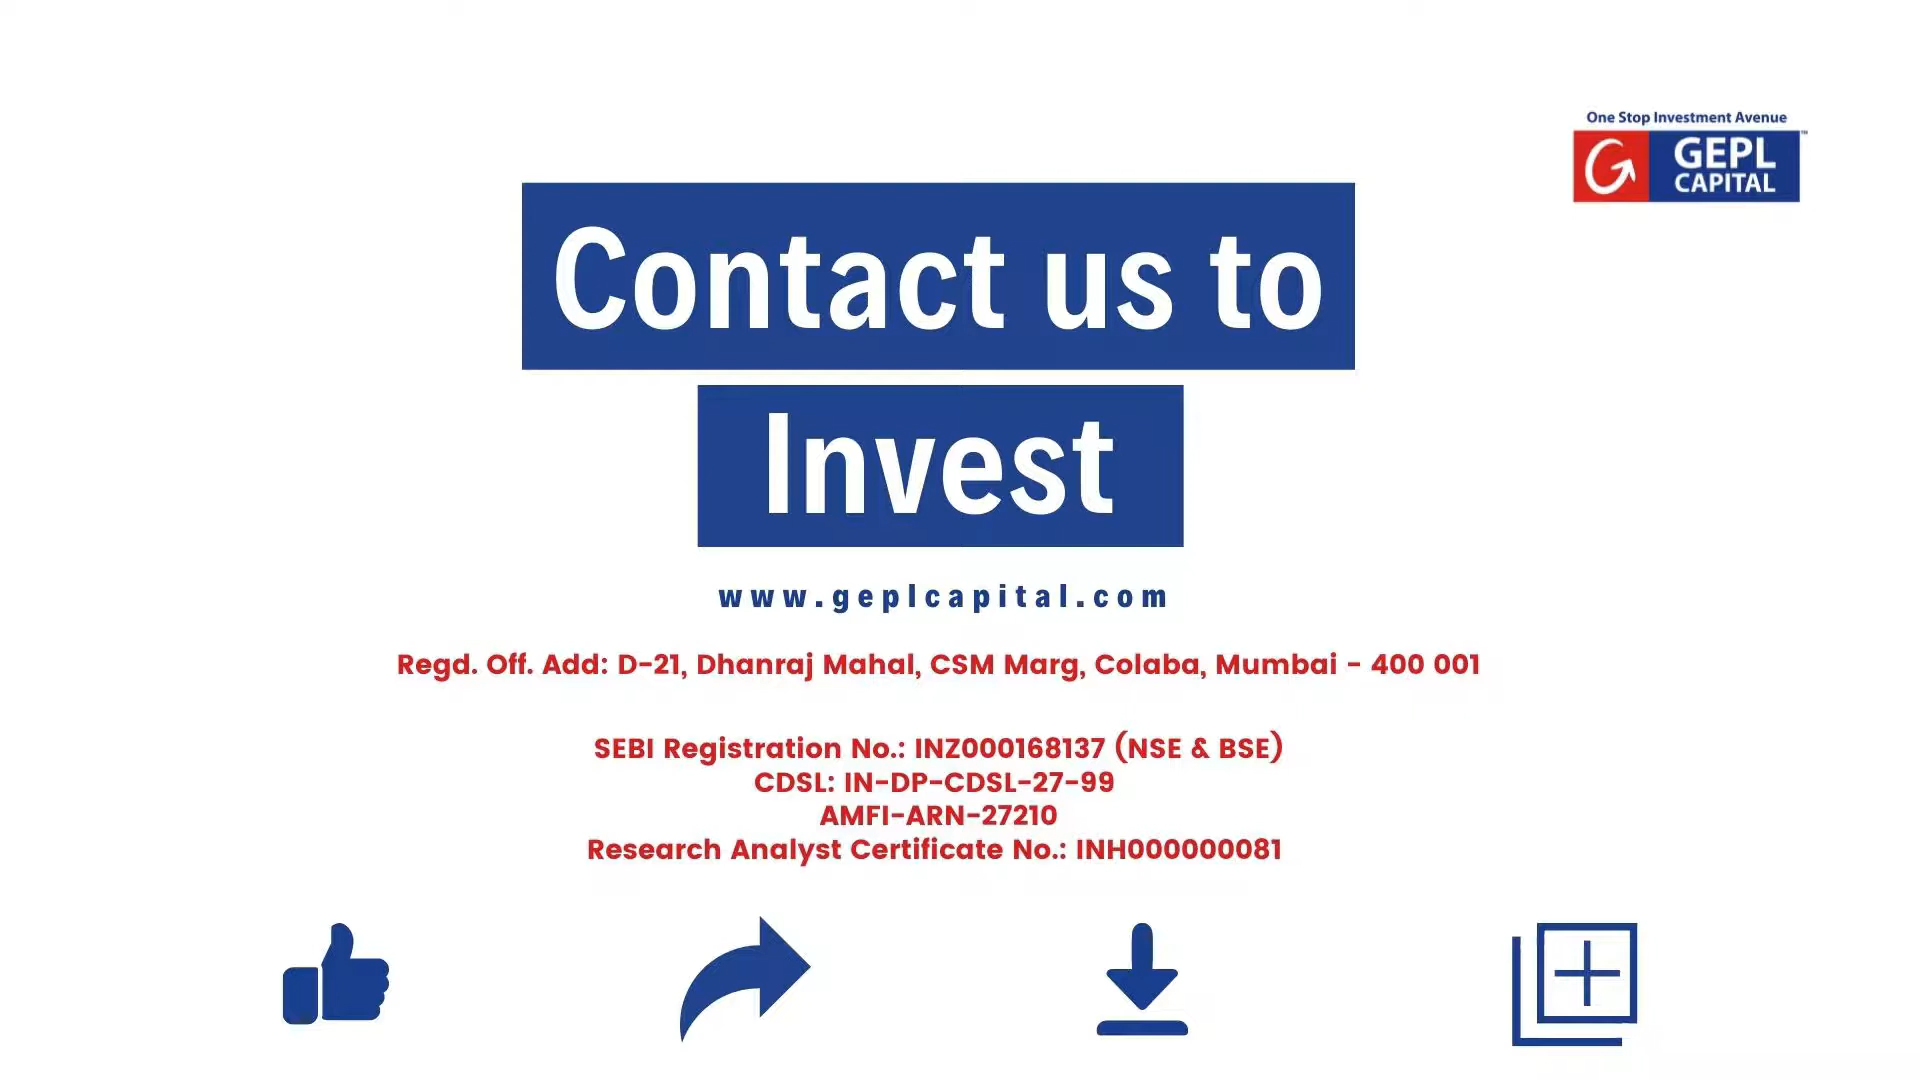 One Stop Investment Avenue
GEPL
CAPITAL
TM
Contact us to
Invest
www.geplcapital.com
Regd. Off. Add: D-21, Dhanraj Mahal, CSM Marg, Colaba, Mumbai - 400 001
SEBI Registration No.: INZ000168137 (NSE & BSE)
CDSL: IN-DP-CDSL-27-99
AMFI-ARN-27210
Research Analyst Certificate No.: INH000000081